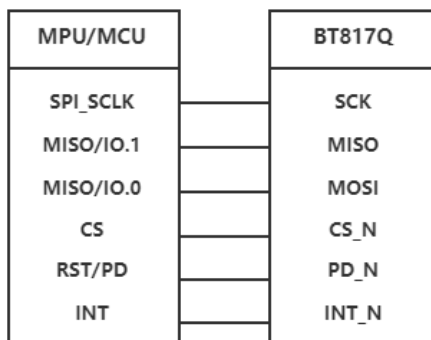 MPU/MCU BT817Q
SPI_SCLK SCK
MISO/IO.1 MISO
MISO/IO.0 MOSI
CS CS_N
RST/PD PD_N
INT INT_N